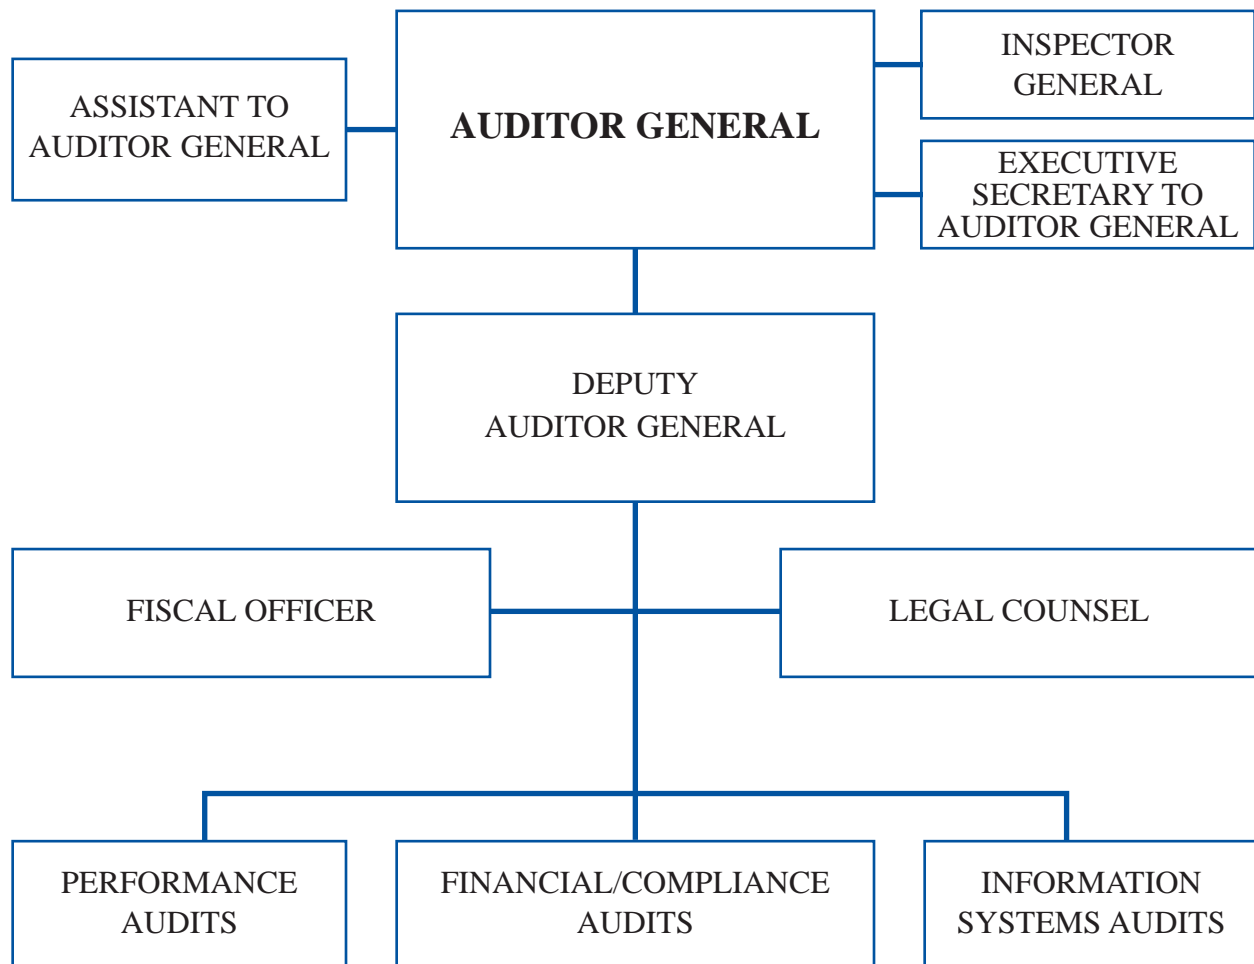 ASSISTANT TO
AUDITOR GENERAL
AUDITOR GENERAL
INSPECTOR
GENERAL
EXECUTIVE
SECRETARY TO
AUDITOR GENERAL
DEPUTY
AUDITOR GENERAL
FISCAL OFFICER
LEGAL COUNSEL
PERFORMANCE
AUDITS
FINANCIAL/COMPLIANCE
AUDITS
INFORMATION
SYSTEMS AUDITS